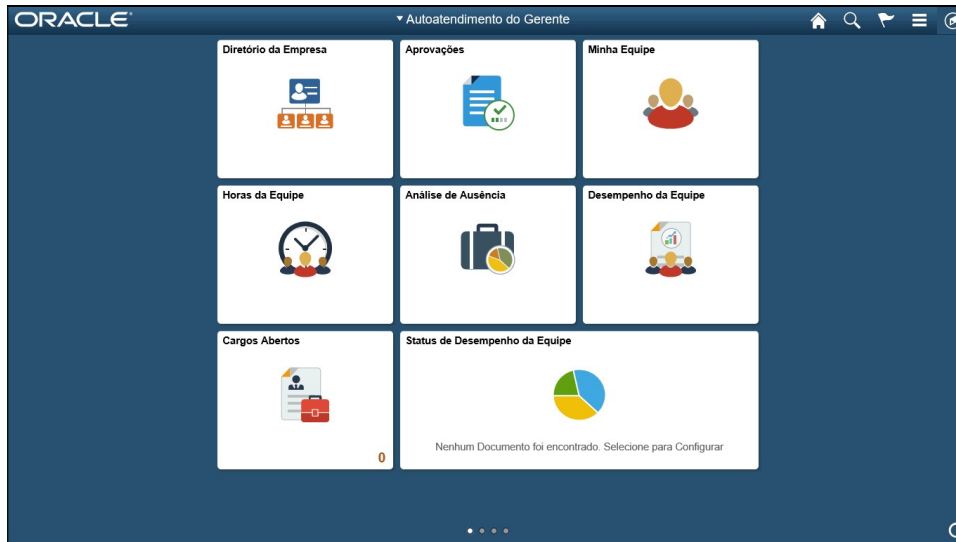 ORACLE
Autoatendimento do Gerente
Diretório da Empresa
Aprovações
Minha Equipe
Horas da Equipe
Análise de Ausência
Desempenho da Equipe
Cargos Abertos
0
Status de Desempenho da Equipe
Nenhum Documento foi encontrado. Selecione para Configurar